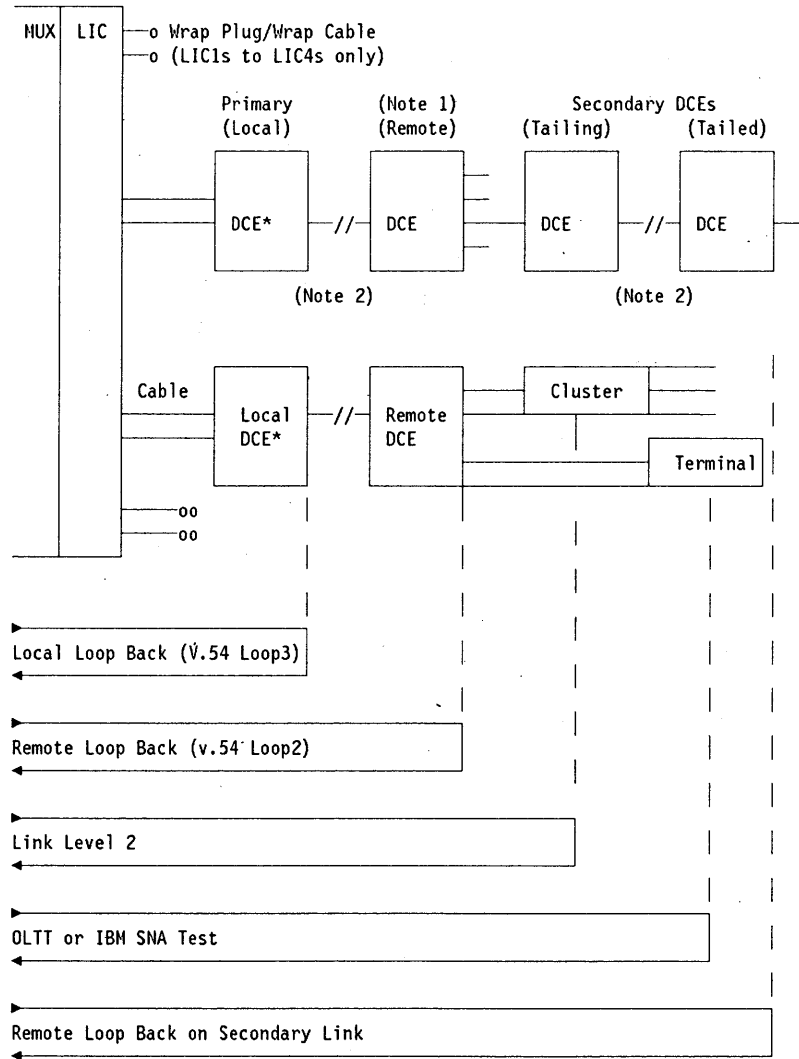 MUX LIC o Wrap Plug/Wrap Cable
o (LIC1s to LIC4s only)
Primary (Note 1) Secondary DCEs
(Local) (Remote) (Tailing) (Tailed)
DCE* // DCE DCE // DCE
(Note 2) (Note 2)
Cable Cluster
Local // Remote
DCE* DCE
Terminal
oo
oo
Local Loop Back (V.54 Loop3)
Remote Loop Back (v.54 Loop2)
Link Level 2
OLTT or IBM SNA Test
Remote Loop Back on Secondary Link